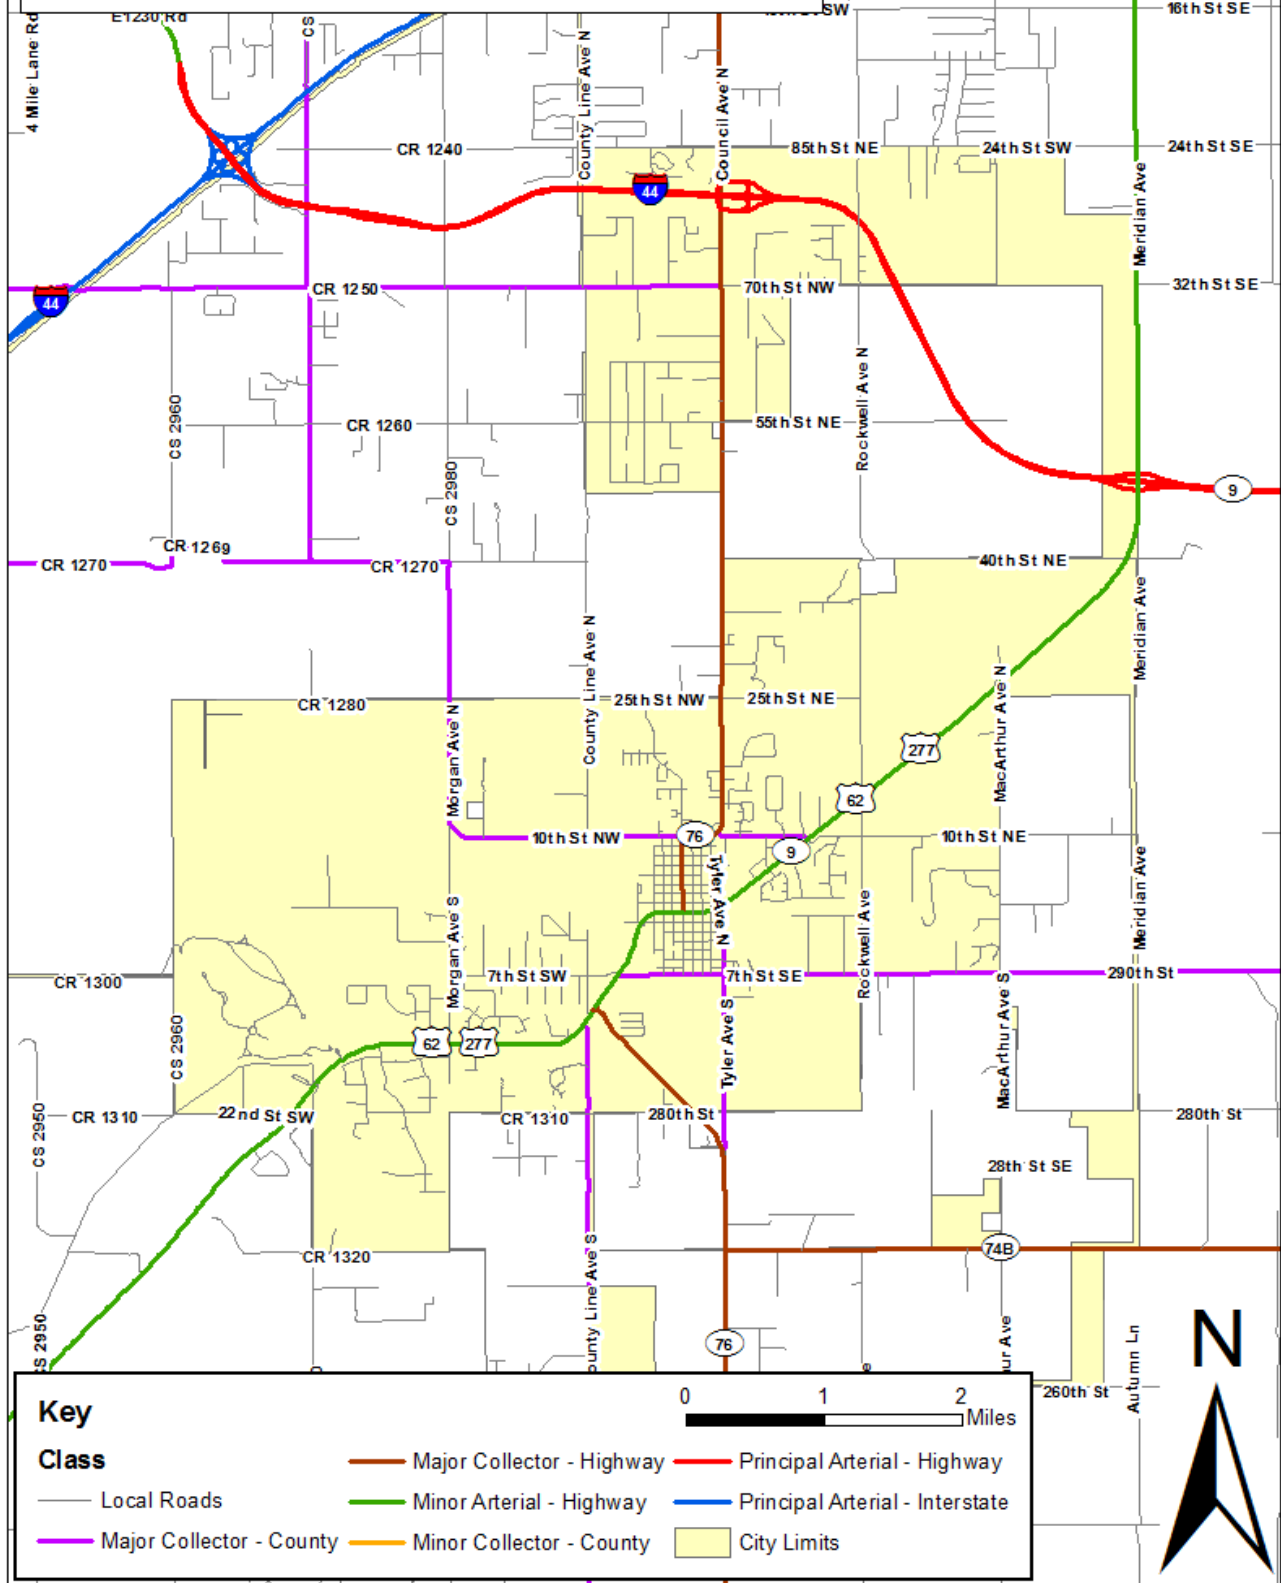 16th St SE
E1230 Rd
4 Mile Lane Rd
CS
County Line Ave N
Council Ave N
CR 1240
85th St NE
24th St SW
24th St SE
Meridian Ave
44
44
CR 1250
70th St NW
32th St SE
CS 2960
CR 1260
55th St NE
Rockwell Ave N
CS 2980
9
CR 1269
CR 1270
CR 1270
40th St NE
Meridian Ave
County Line Ave N
MacArthur Ave N
CR 1280
25th St NW
25th St NE
Morgan Ave N
277
62
10th St NW
76
10th St NE
9
Tyler Ave N
Meridian Ave
Morgan Ave S
Rockwell Ave
CR 1300
7th St SW
7th St SE
290th St
CS 2960
62
277
Tyler Ave S
MacArthur Ave S
CS 2950
CR 1310
22nd St SW
CR 1310
280th St
280th St
28th St SE
CR 1320
74B
County Line Ave S
CS 2950
76
ur Ave
Autumn Ln
N
260th St
Key
0 1 2
Miles
Class
Local Roads
Major Collector - County
Major Collector - Highway
Minor Arterial - Highway
Minor Collector - County
Principal Arterial - Highway
Principal Arterial - Interstate
City Limits